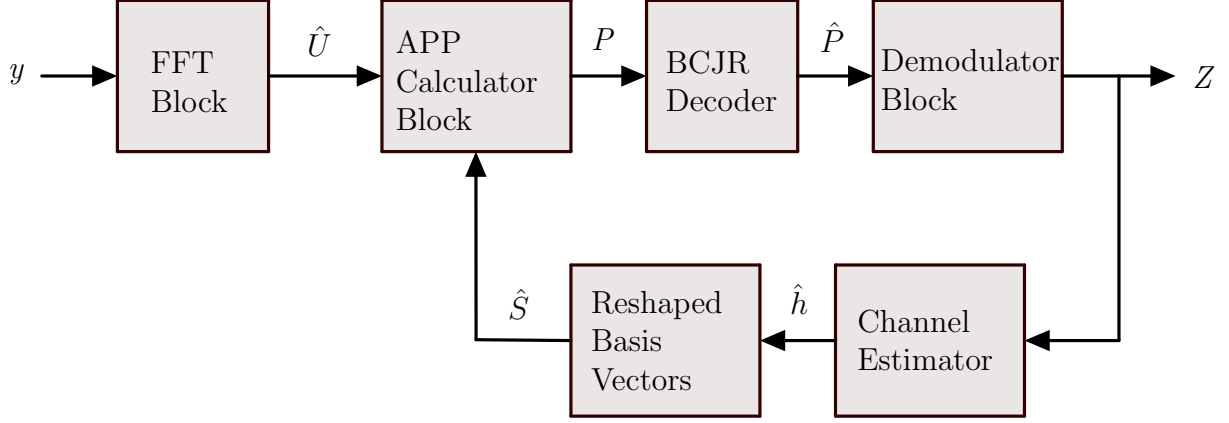 y
FFT
Block
Û
APP
Calculator
Block
P
BCJR
Decoder
P̂
Demodulator
Block
Z
Ŝ
Reshaped
Basis
Vectors
ĥ
Channel
Estimator